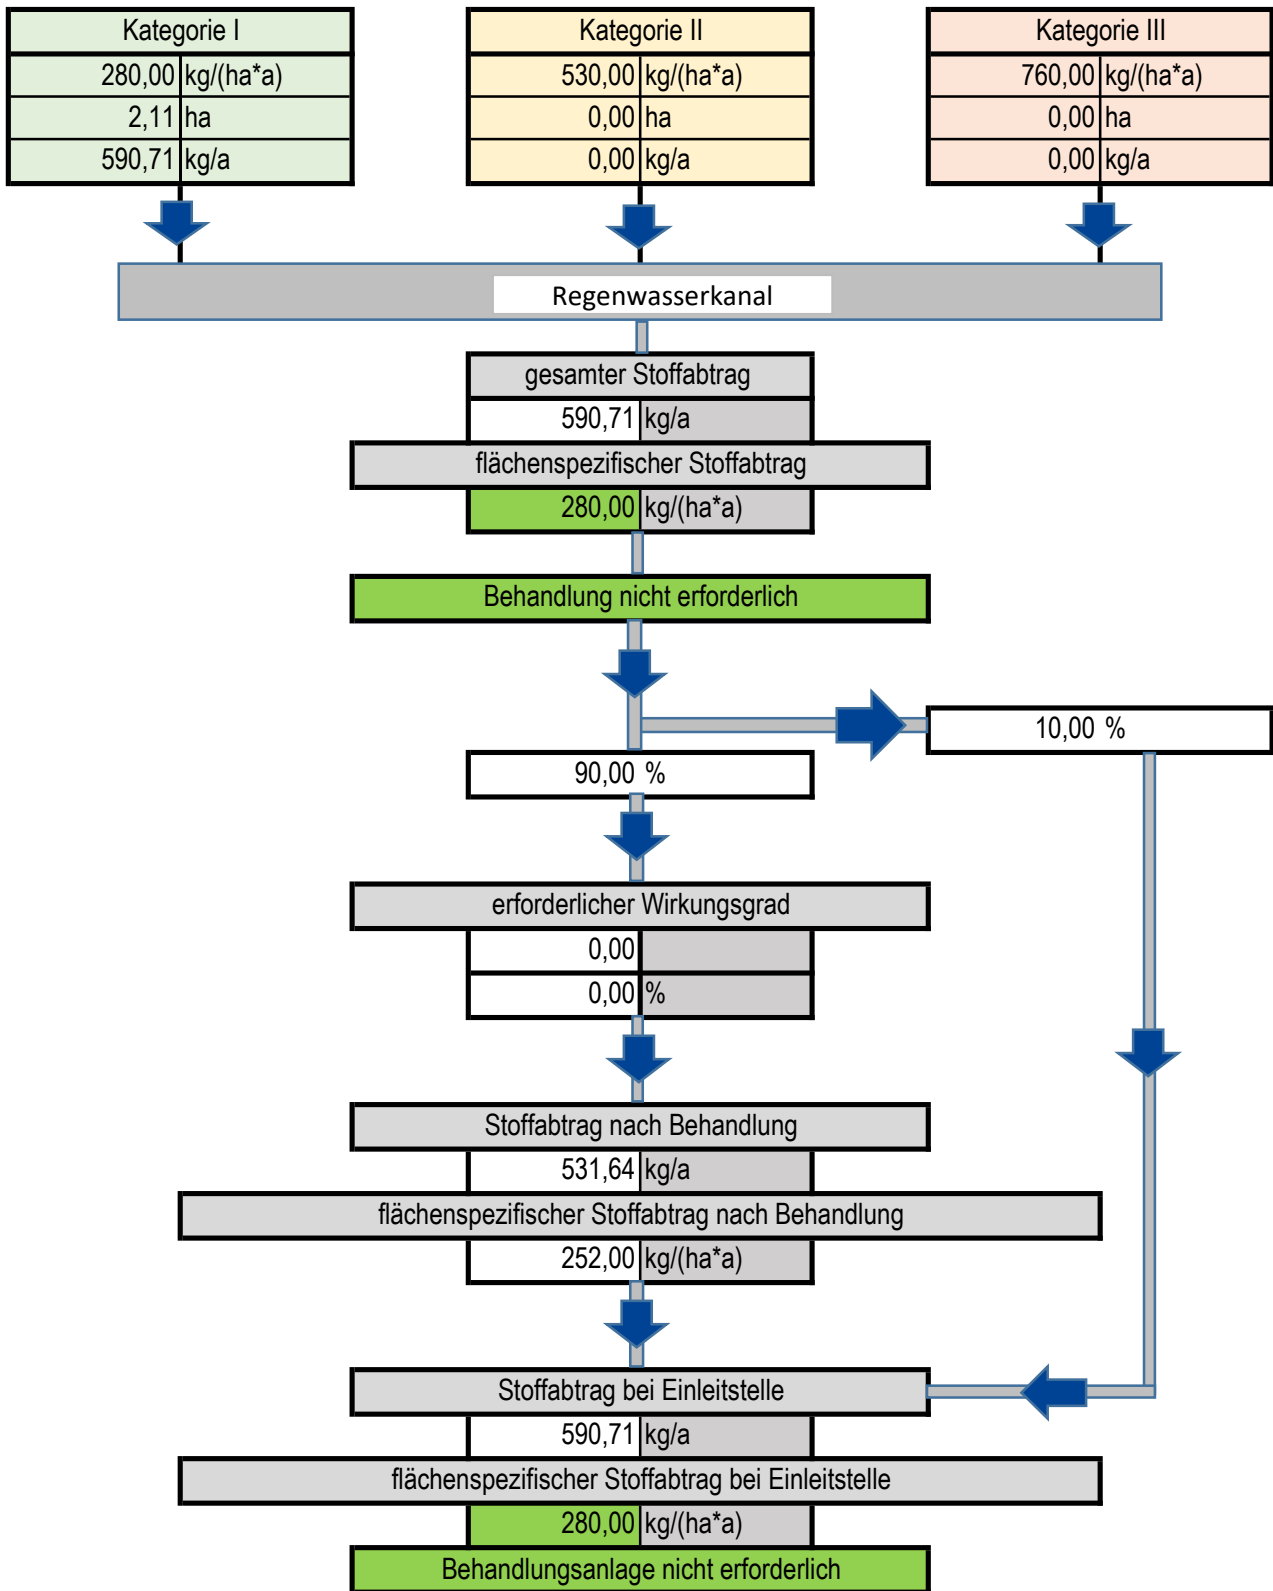 Kategorie I
280,00 kg/(ha*a)
2,11 ha
590,71 kg/a
Kategorie II
530,00 kg/(ha*a)
0,00 ha
0,00 kg/a
Kategorie III
760,00 kg/(ha*a)
0,00 ha
0,00 kg/a
Regenwasserkanal
gesamter Stoffabtrag
590,71 kg/a
flächenspezifischer Stoffabtrag
280,00 kg/(ha*a)
Behandlung nicht erforderlich
10,00 %
90,00 %
erforderlicher Wirkungsgrad
0,00
0,00 %
Stoffabtrag nach Behandlung
531,64 kg/a
flächenspezifischer Stoffabtrag nach Behandlung
252,00 kg/(ha*a)
Stoffabtrag bei Einleitstelle
590,71 kg/a
flächenspezifischer Stoffabtrag bei Einleitstelle
280,00 kg/(ha*a)
Behandlungsanlage nicht erforderlich